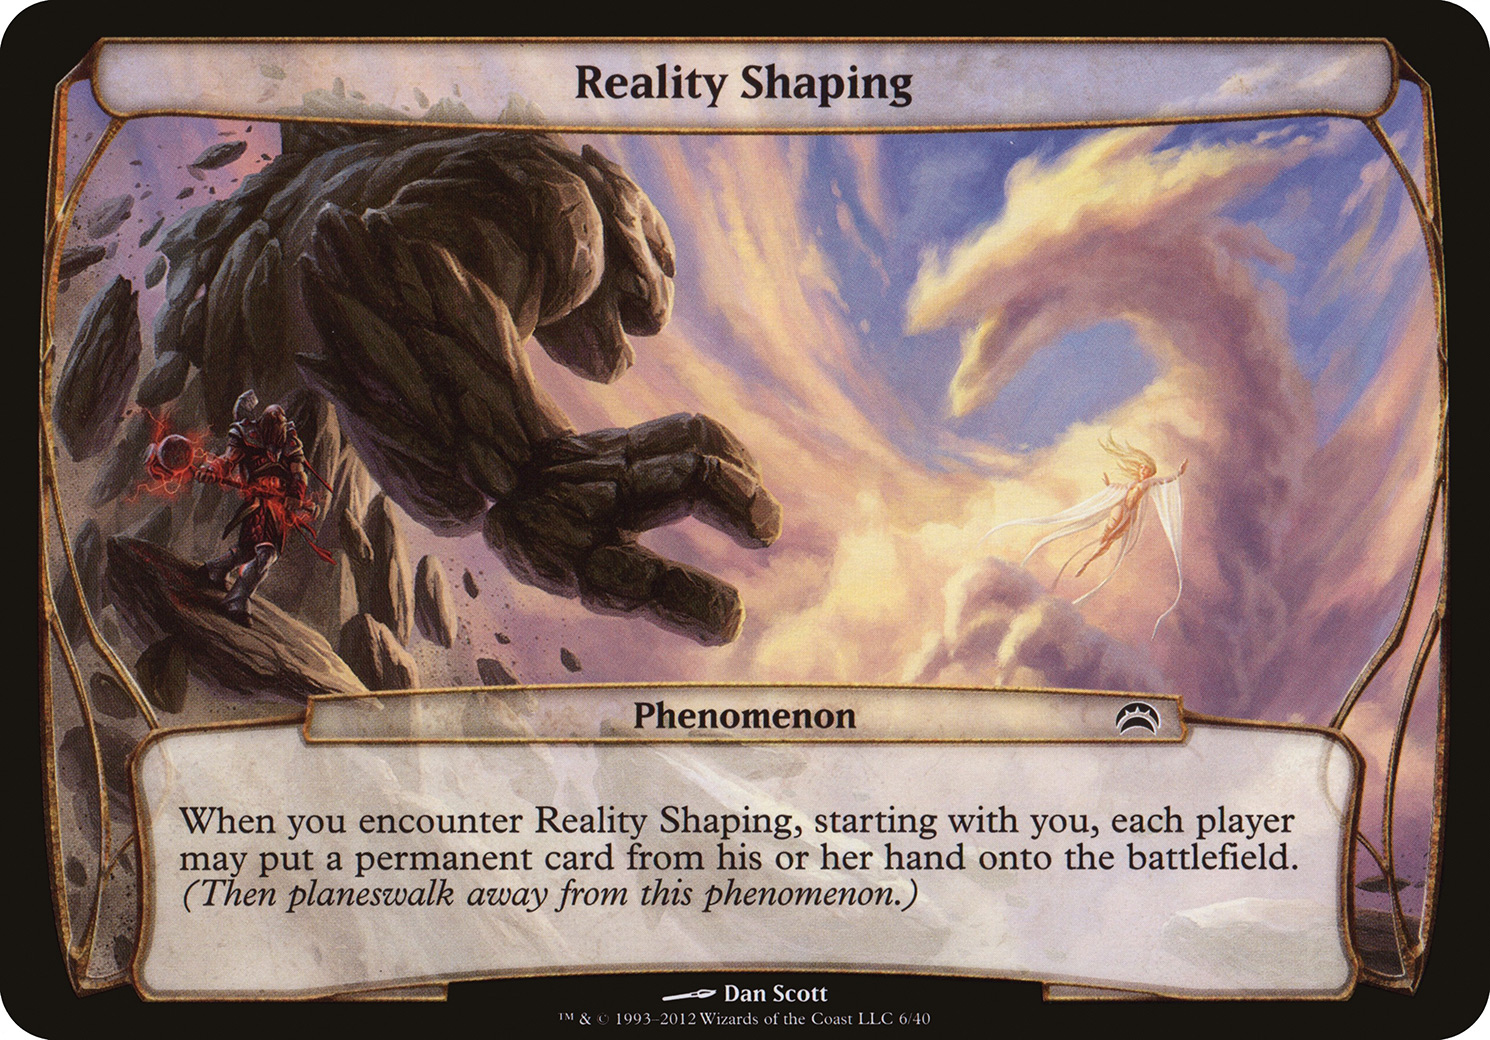 Reality Shaping
Phenomenon
When you encounter Reality Shaping, starting with you, each player
may put a permanent card from his or her hand onto the battlefield.
(Then planeswalk away from this phenomenon.)
Dan Scott
™ & © 1993–2012 Wizards of the Coast LLC 6/40